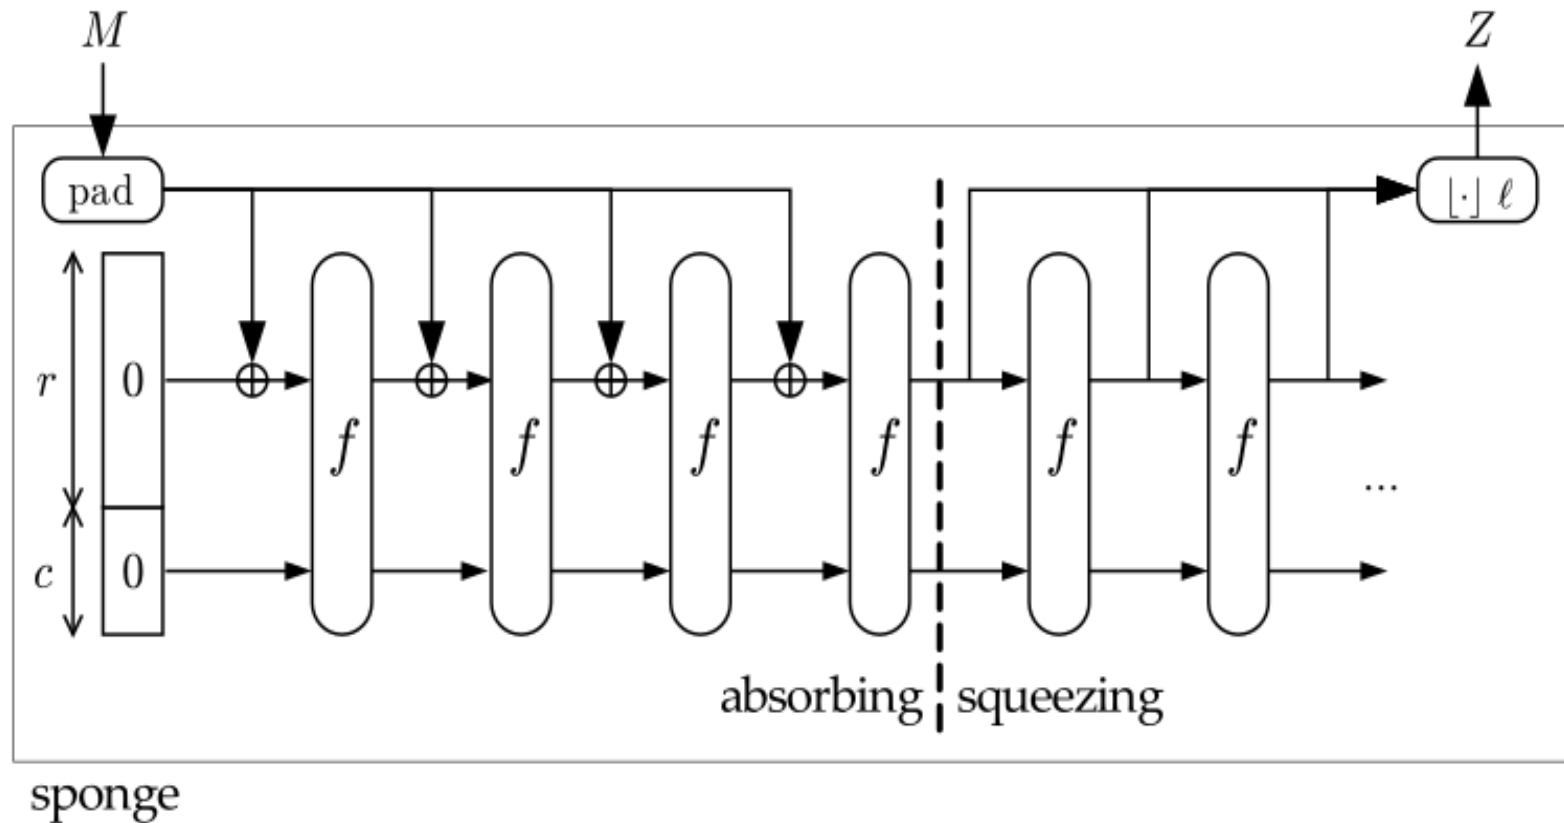 M Z
pad ⌊·⌋ ℓ
r 0 ⊕ ⊕ ⊕ ⊕
f f f f f f
...
c 0
absorbing squeezing
sponge